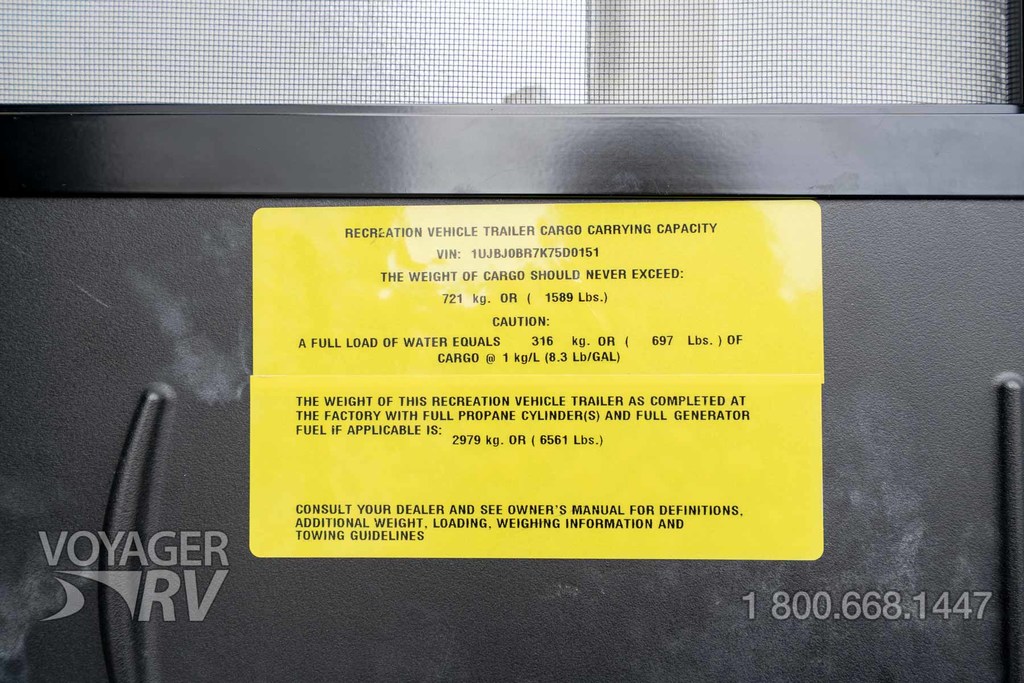 RECREATION VEHICLE TRAILER CARGO CARRYING CAPACITY
VIN: 1UJBJ0BR7K75D0151
THE WEIGHT OF CARGO SHOULD NEVER EXCEED:
721 kg. OR ( 1589 Lbs.)
CAUTION:
A FULL LOAD OF WATER EQUALS 316 kg. OR ( 697 Lbs. ) OF
CARGO @ 1 kg/L (8.3 Lb/GAL)
THE WEIGHT OF THIS RECREATION VEHICLE TRAILER AS COMPLETED AT
THE FACTORY WITH FULL PROPANE CYLINDER(S) AND FULL GENERATOR
FUEL IF APPLICABLE IS:
2979 kg. OR ( 6561 Lbs.)
CONSULT YOUR DEALER AND SEE OWNER'S MANUAL FOR DEFINITIONS,
ADDITIONAL WEIGHT, LOADING, WEIGHING INFORMATION AND
TOWING GUIDELINES
VOYAGER
RV
1 800.668.1447